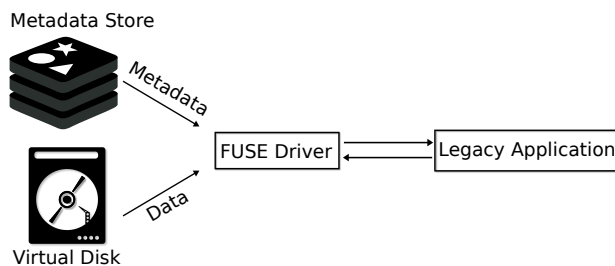 Metadata Store
Metadata
FUSE Driver
Legacy Application
Data
Virtual Disk